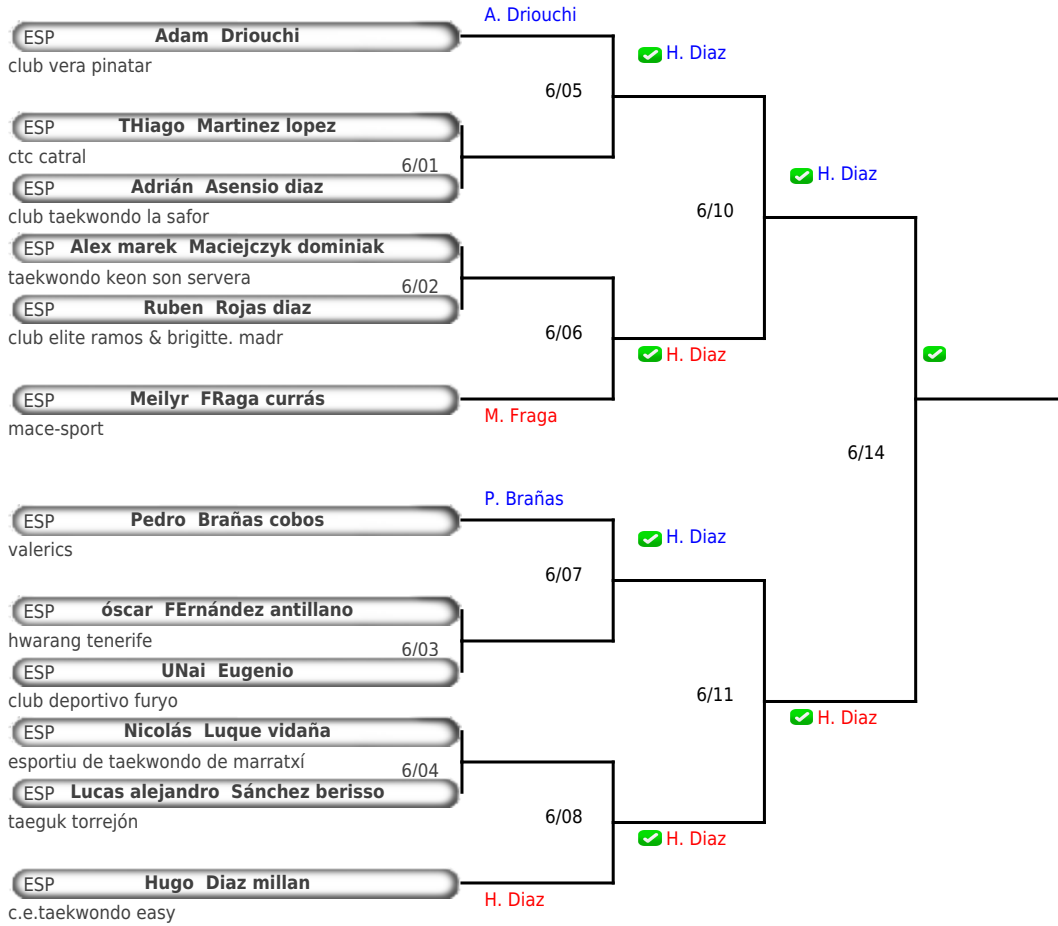 A. Driouchi
ESP Adam Driouchi
H. Diaz
club vera pinatar
6/05
ESP THiago Martinez lopez
ctc catral
6/01
H. Diaz
ESP Adrián Asensio diaz
club taekwondo la safor
6/10
ESP Alex marek Maciejczyk dominiak
taekwondo keon son servera
6/02
ESP Ruben Rojas diaz
club elite ramos & brigitte. madr
6/06
H. Diaz
ESP Meilyr FRaga currás
M. Fraga
mace-sport
6/14
P. Brañas
ESP Pedro Brañas cobos
H. Diaz
valerics
6/07
ESP óscar FErnández antillano
hwarang tenerife
6/03
ESP UNai Eugenio
club deportivo furyo
6/11
H. Diaz
ESP Nicolás Luque vidaña
esportiu de taekwondo de marratxí
6/04
ESP Lucas alejandro Sánchez berisso
taeguk torrejón
6/08
H. Diaz
ESP Hugo Diaz millan
H. Diaz
c.e.taekwondo easy